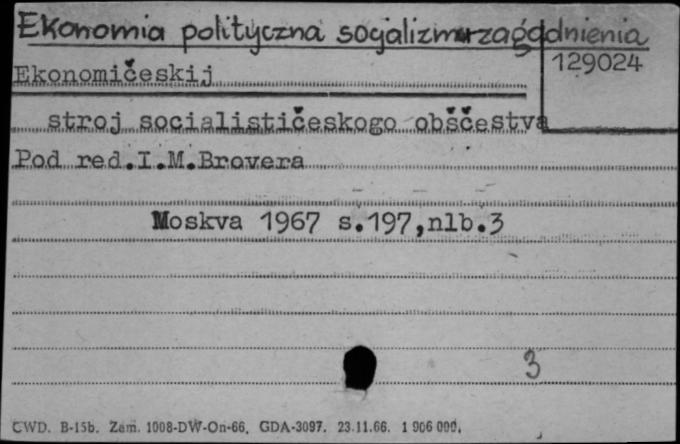 Ekonomia polityczna socjalizmu-zagadnienia
129024
Ekonomičeskij
stroj socialističeskogo obščestva
Pod red.I.M.Brovera
Moskva 1967 s.197,nlb.3
3
CWD. B-15b. Zam. 1008-DW-On-66. GDA-3097. 23.11.66. 1 906 000.